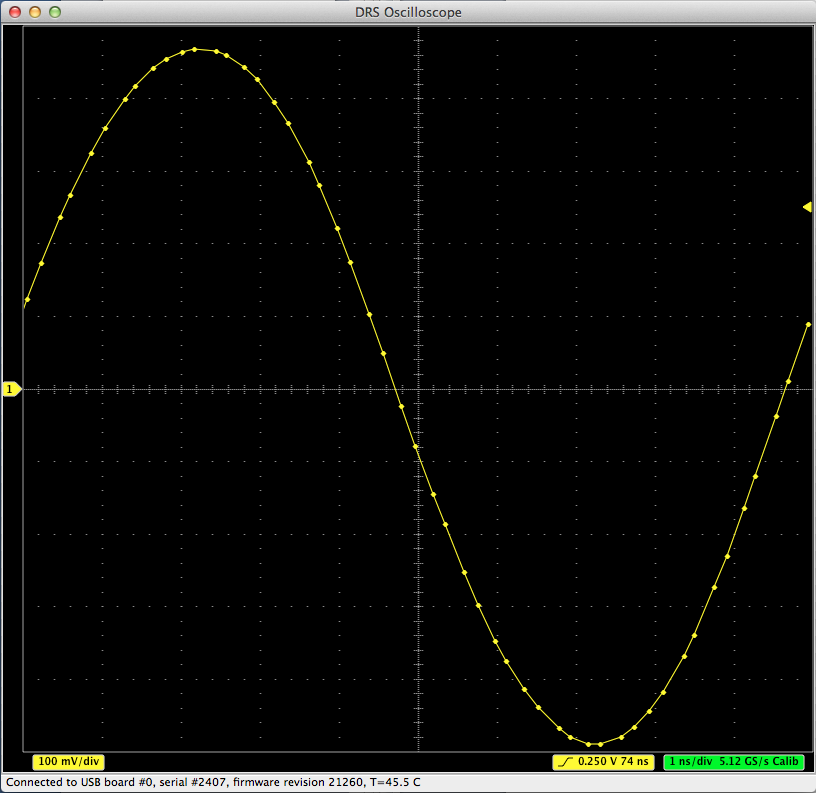 DRS Oscilloscope
1
100 mV/div
0.250 V 74 ns
1 ns/div 5.12 GS/s Calib
Connected to USB board #0, serial #2407, firmware revision 21260, T=45.5 C